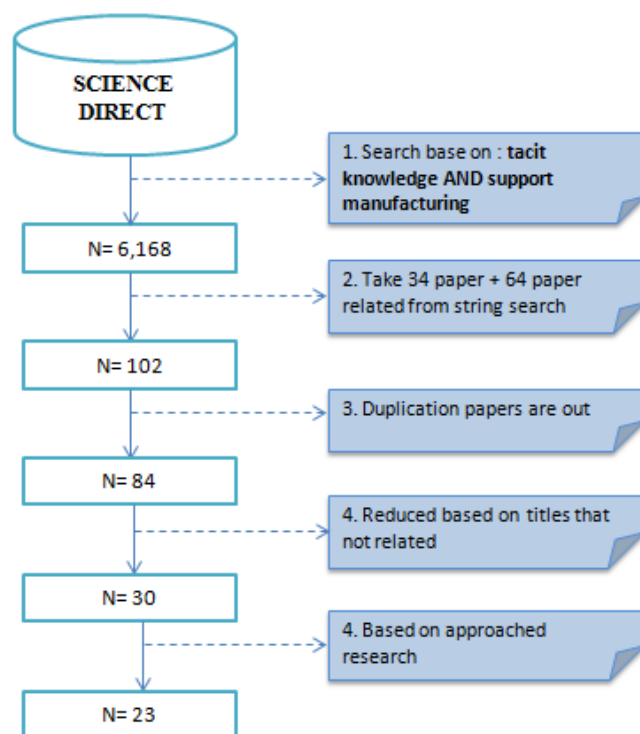 SCIENCE
DIRECT
1. Search base on : tacit
knowledge AND support
manufacturing
N= 6,168
2. Take 34 paper + 64 paper
related from string search
N= 102
3. Duplication papers are out
N= 84
4. Reduced based on titles that
not related
N= 30
4. Based on approached
research
N= 23